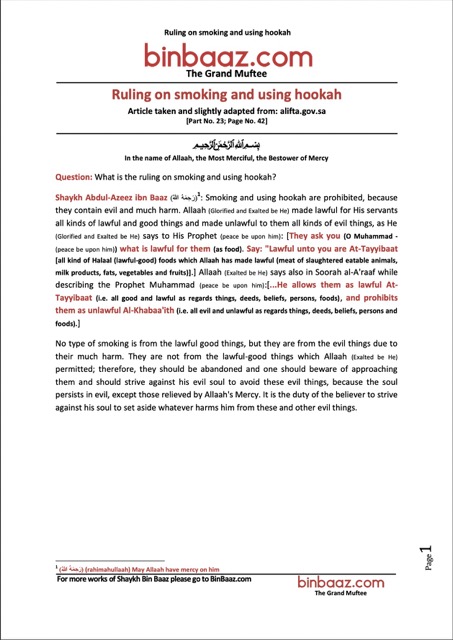 Ruling on smoking and using hookah
binbaaz.com
The Grand Muftee
Ruling on smoking and using hookah
Article taken and slightly adapted from: alifta.gov.sa
[Part No. 23; Page No. 42]
بِسْمِ اللهِ الرَّحْمٰنِ الرَّحِيمِ
In the name of Allaah, the Most Merciful, the Bestower of Mercy
Question: What is the ruling on smoking and using hookah?
Shaykh Abdul-Azeez ibn Baaz (رَحِمَهُ اللهُ)1: Smoking and using hookah are prohibited, because
they contain evil and much harm. Allaah (Glorified and Exalted be He) made lawful for His servants
all kinds of lawful and good things and made unlawful to them all kinds of evil things, as He
(Glorified and Exalted be He) says to His Prophet (peace be upon him): [They ask you (O Muhammad -
(peace be upon him)) what is lawful for them (as food). Say: "Lawful unto you are At-Tayyibaat
[all kind of Halaal (lawful-good) foods which Allaah has made lawful (meat of slaughtered eatable animals,
milk products, fats, vegetables and fruits)].] Allaah (Exalted be He) says also in Soorah al-A'raaf while
describing the Prophet Muhammad (peace be upon him):[...He allows them as lawful At-
Tayyibaat (i.e. all good and lawful as regards things, deeds, beliefs, persons, foods), and prohibits
them as unlawful Al-Khabaa'ith (i.e. all evil and unlawful as regards things, deeds, beliefs, persons and
foods).]
No type of smoking is from the lawful good things, but they are from the evil things due to
their much harm. They are not from the lawful-good things which Allaah (Exalted be He)
permitted; therefore, they should be abandoned and one should beware of approaching
them and should strive against his evil soul to avoid these evil things, because the soul
persists in evil, except those relieved by Allaah's Mercy. It is the duty of the believer to strive
against his soul to set aside whatever harms him from these and other evil things.
Page 1
1 (رَحِمَهُ اللهُ) (rahimahullaah) May Allaah have mercy on him
For more works of Shaykh Bin Baaz please go to BinBaaz.com
binbaaz.com
The Grand Muftee